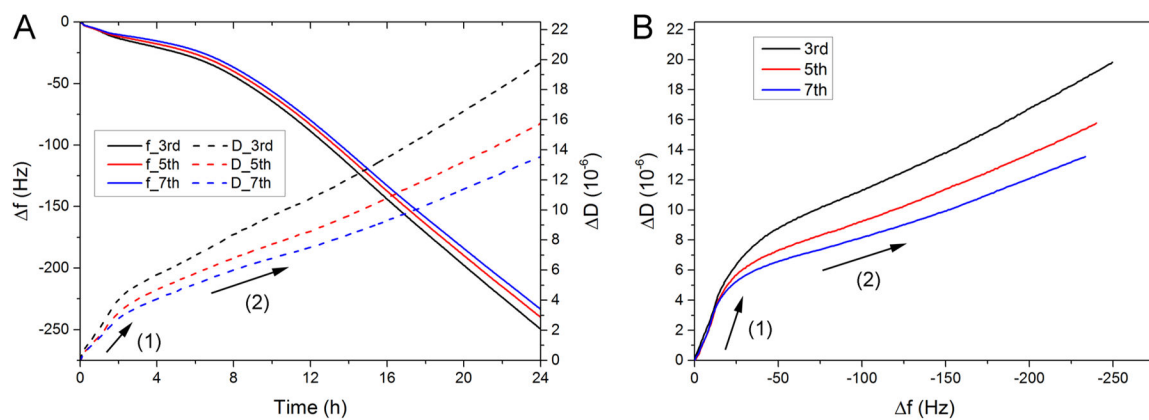 A
0
-50
-100
-150
-200
-250
Δf (Hz)
f_3rd D_3rd
f_5th D_5th
f_7th D_7th
(1)
(2)
22
20
18
16
14
12
10
8
6
4
2
0
ΔD (10⁻⁶)
0 4 8 12 16 20 24
Time (h)
B
22
20
18
16
14
12
10
8
6
4
2
0
ΔD (10⁻⁶)
3rd
5th
7th
(1)
(2)
0 -50 -100 -150 -200 -250
Δf (Hz)